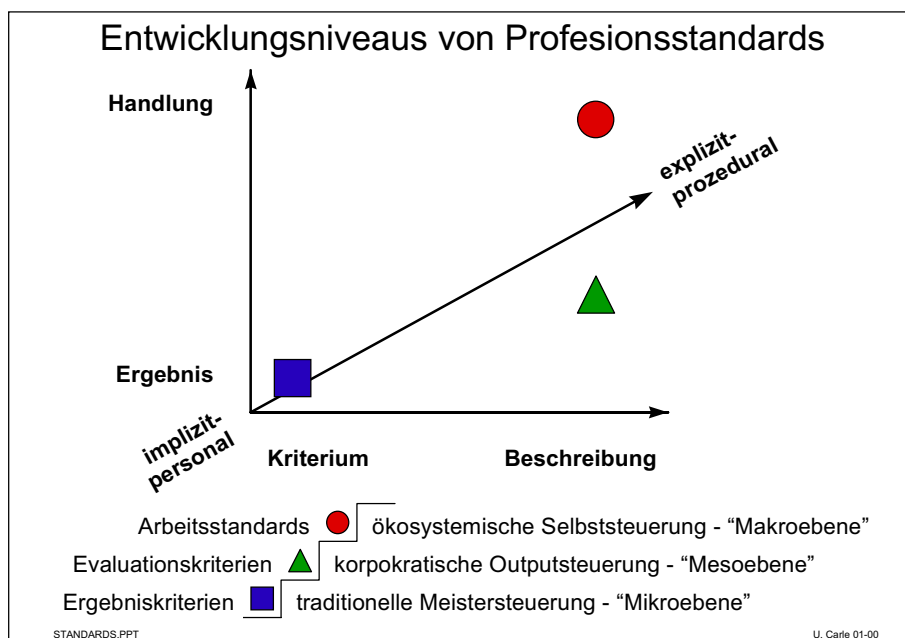 Entwicklungsniveaus von Profesionsstandards
Handlung
explizit-
prozedural
Ergebnis
implizit-
personal
Kriterium
Beschreibung
Arbeitsstandards ökosystemische Selbststeuerung - “Makroebene”
Evaluationskriterien korpokratische Outputsteuerung - “Mesoebene”
Ergebniskriterien traditionelle Meistersteuerung - “Mikroebene”
STANDARDS.PPT
U. Carle 01-00